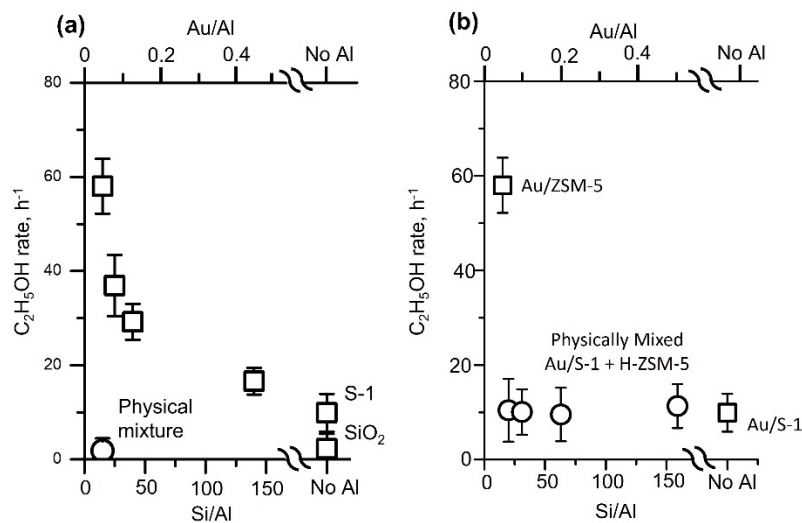 (a)
Au/Al
0 0.2 0.4 No Al
80
60
40
20
0
C₂H₅OH rate, h⁻¹
S-1
SiO₂
Physical
mixture
0 50 100 150 No Al
Si/Al
(b)
Au/Al
0 0.2 0.4 No Al
80
60
40
20
0
C₂H₅OH rate, h⁻¹
Au/ZSM-5
Physically Mixed
Au/S-1 + H-ZSM-5
Au/S-1
0 50 100 150 No Al
Si/Al